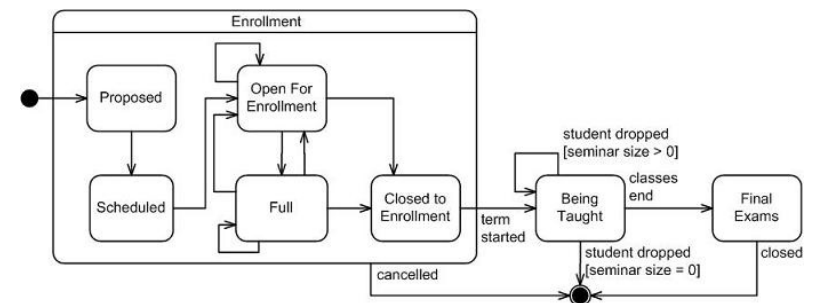 Enrollment
Proposed
Open For
Enrollment
Scheduled
Full
Closed to
Enrollment
term
started
cancelled
student dropped
[seminar size > 0]
Being
Taught
classes
end
Final
Exams
student dropped
[seminar size = 0]
closed